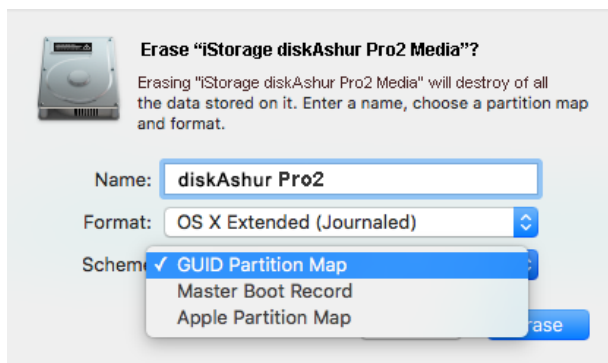 Erase “iStorage diskAshur Pro2 Media”?
Erasing "iStorage diskAshur Pro2 Media" will destroy of all
the data stored on it. Enter a name, choose a partition map
and format.
Name: diskAshur Pro2
Format: OS X Extended (Journaled)
Scheme ✓ GUID Partition Map
Master Boot Record
Apple Partition Map
rase